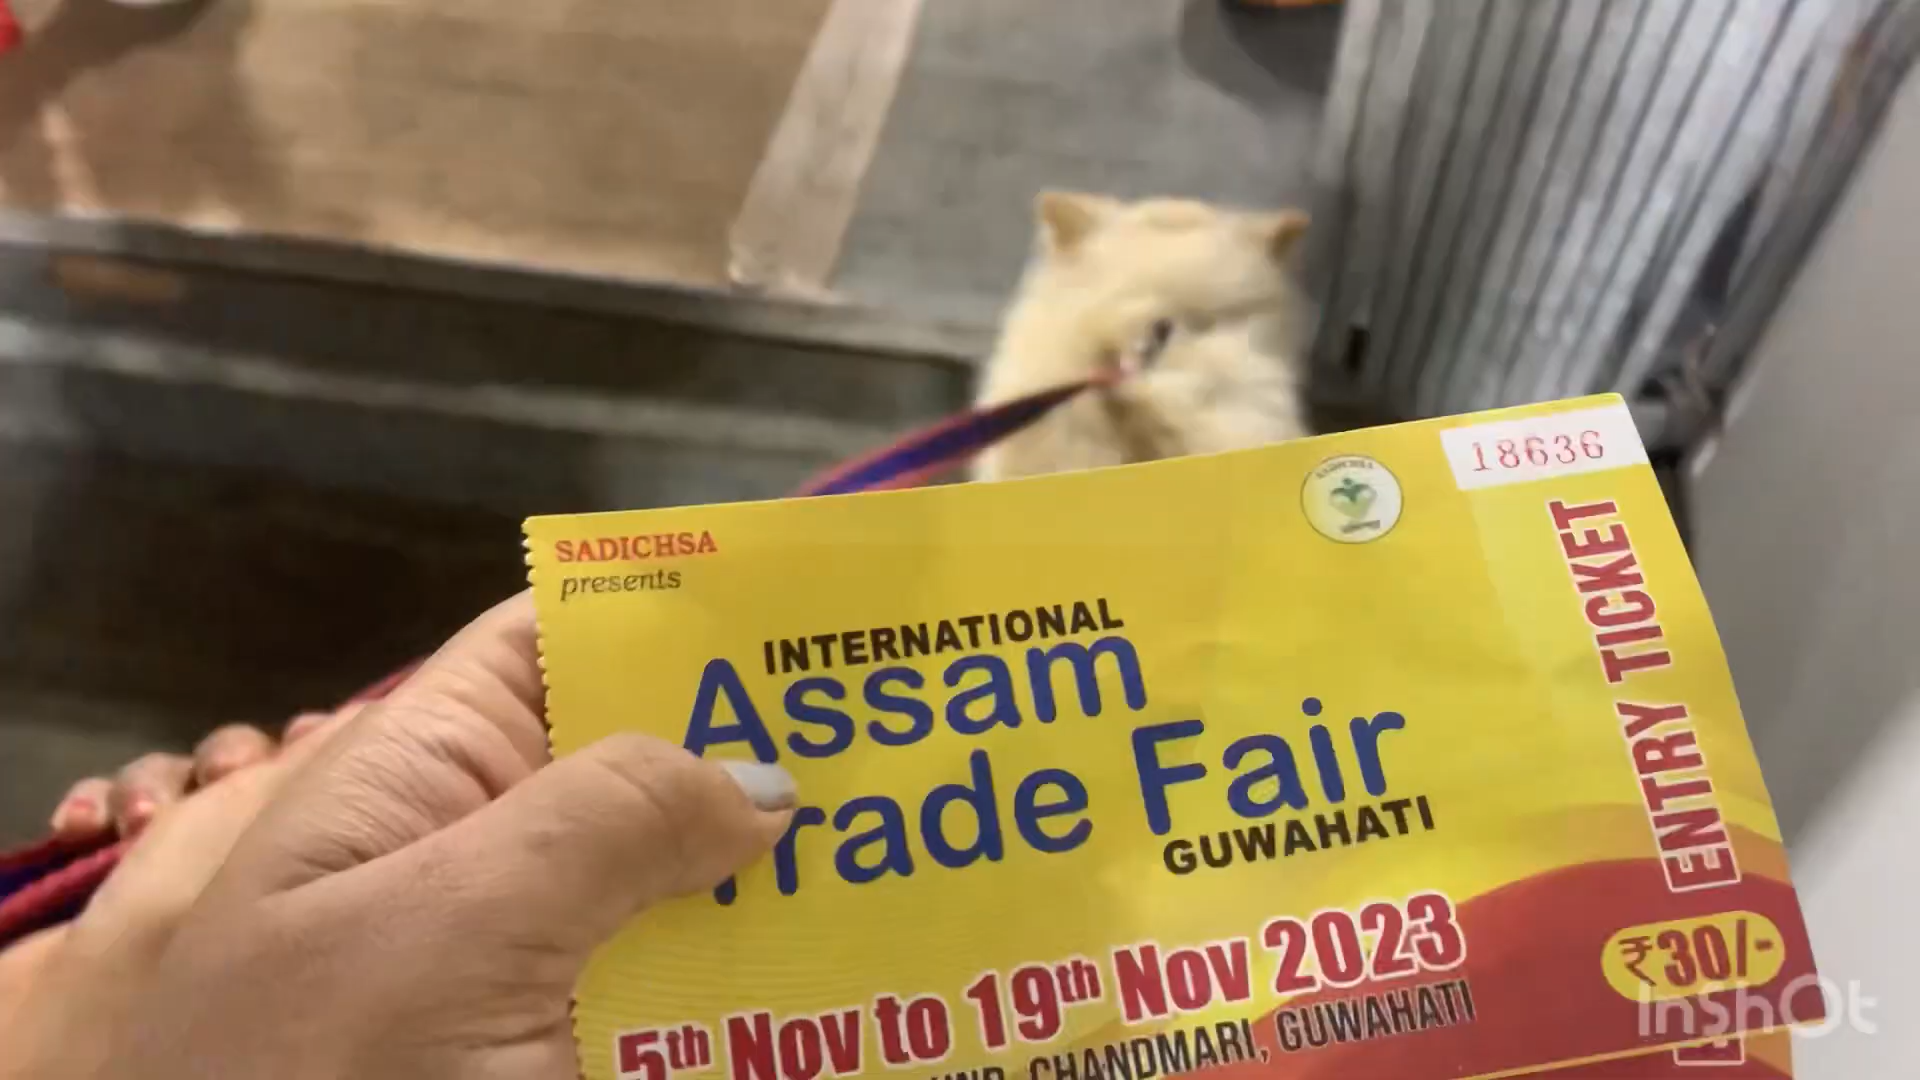 SADICHSA
presents
INTERNATIONAL
Assam
Trade Fair
GUWAHATI
5th Nov to 19th Nov 2023
CHANDMARI, GUWAHATI
18636
ENTRY TICKET
₹30/-
SADICHSA
InShOt